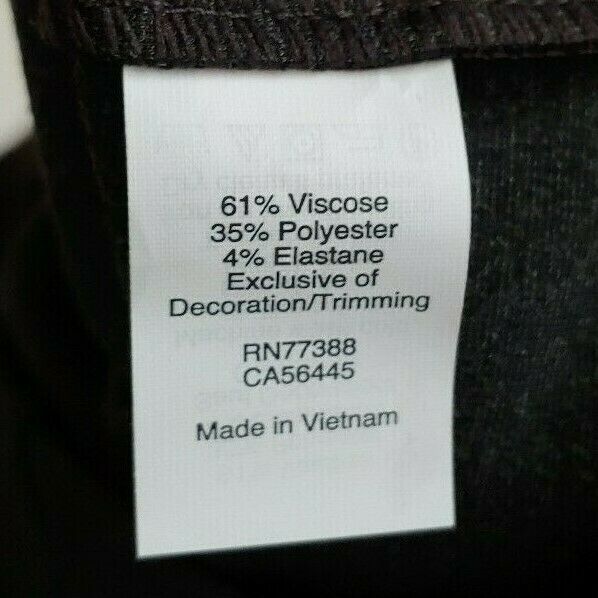 61% Viscose
35% Polyester
4% Elastane
Exclusive of
Decoration/Trimming
RN77388
CA56445
Made in Vietnam